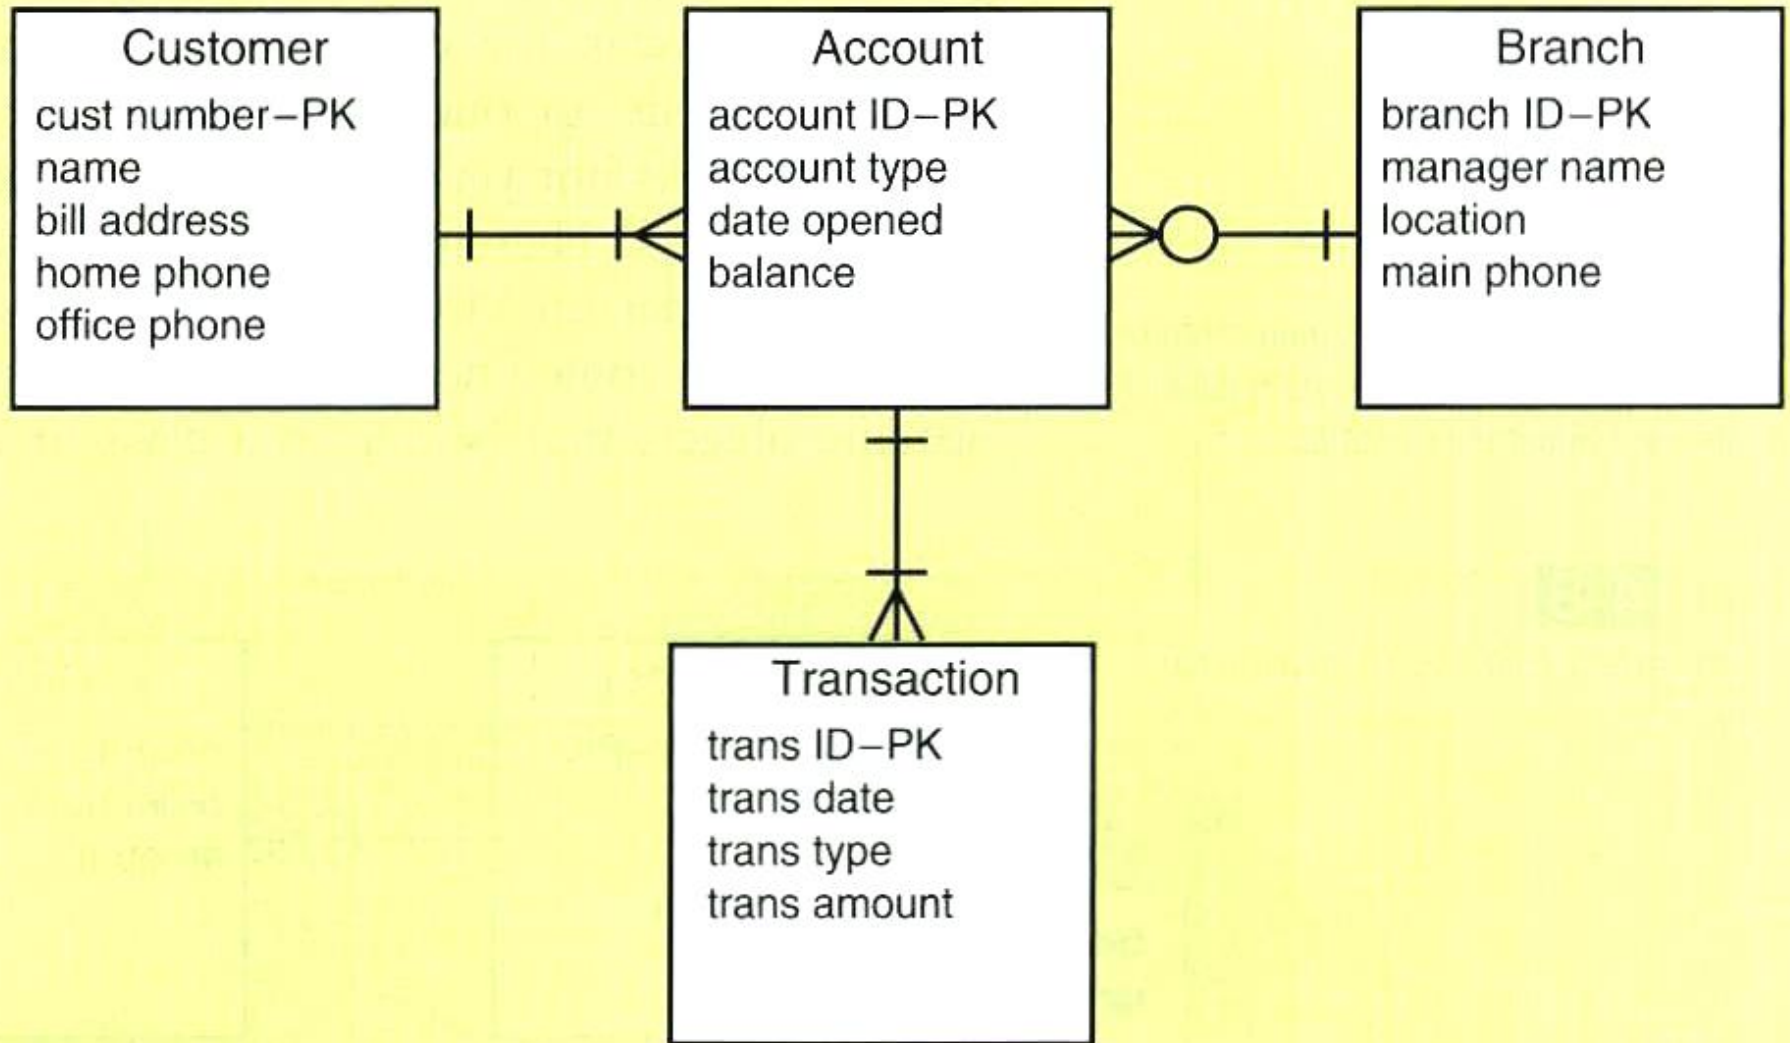 Customer
cust number–PK
name
bill address
home phone
office phone
Account
account ID–PK
account type
date opened
balance
Branch
branch ID–PK
manager name
location
main phone
Transaction
trans ID–PK
trans date
trans type
trans amount